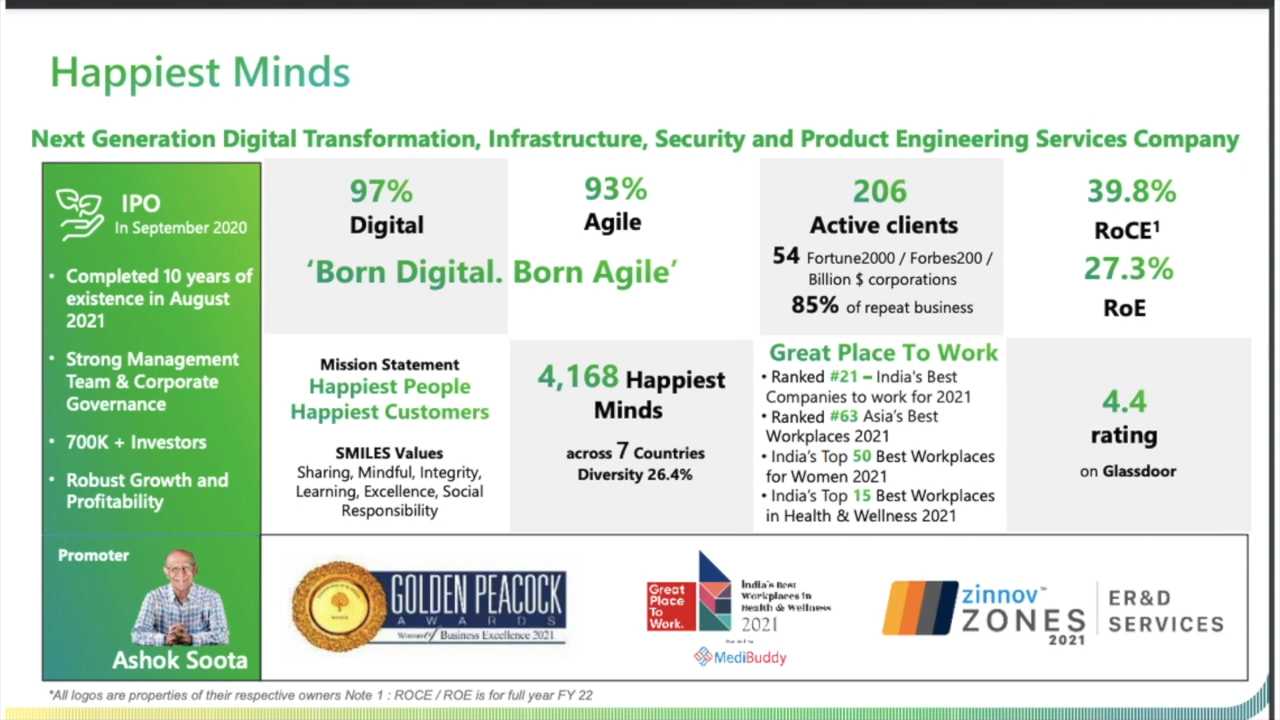 Happiest Minds
Next Generation Digital Transformation, Infrastructure, Security and Product Engineering Services Company
IPO
In September 2020
• Completed 10 years of
existence in August
2021
• Strong Management
Team & Corporate
Governance
• 700K + Investors
• Robust Growth and
Profitability
97%
Digital
93%
Agile
‘Born Digital. Born Agile’
206
Active clients
54 Fortune2000 / Forbes200 /
Billion $ corporations
85% of repeat business
39.8%
RoCE¹
27.3%
RoE
Mission Statement
Happiest People
Happiest Customers
SMILES Values
Sharing, Mindful, Integrity,
Learning, Excellence, Social
Responsibility
4,168 Happiest
Minds
across 7 Countries
Diversity 26.4%
Great Place To Work
• Ranked #21 – India's Best
Companies to work for 2021
• Ranked #63 Asia's Best
Workplaces 2021
• India's Top 50 Best Workplaces
for Women 2021
• India's Top 15 Best Workplaces
in Health & Wellness 2021
4.4
rating
on Glassdoor
Promoter
Ashok Soota
GOLDEN PEACOCK
AWARDS
Winner of Business Excellence 2021
Great
Place
To
Work.
India's Best
Workplaces in
Health & Wellness
2021
MediBuddy
zinnov™
ZONES
2021
ER&D
SERVICES
*All logos are properties of their respective owners Note 1 : ROCE / ROE is for full year FY 22